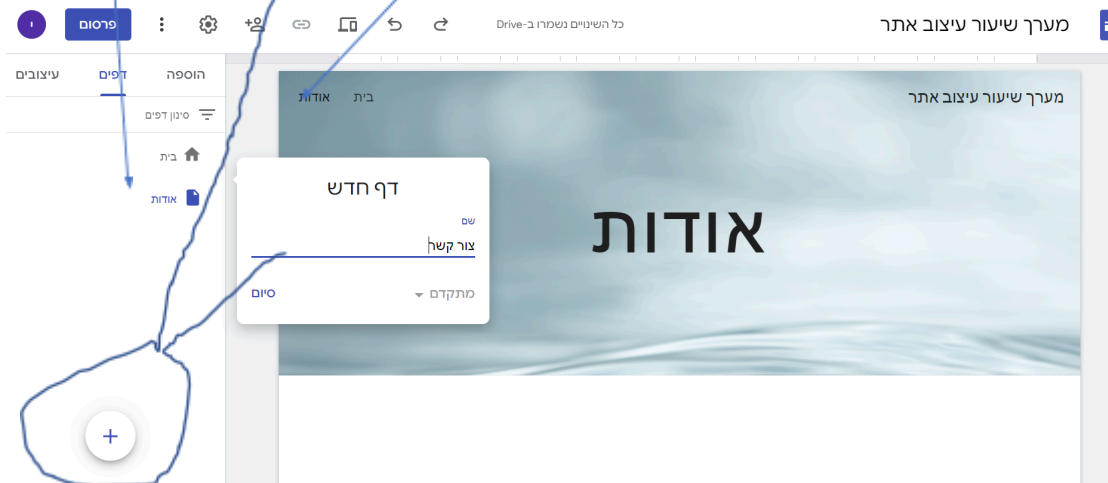 מערך שיעור עיצוב אתר
כל השינויים נשמרו ב-Drive
פרסום
י
הוספה
דפים
עיצובים
סינון דפים
בית
אודות
מערך שיעור עיצוב אתר
בית
אודות
אודות
דף חדש
שם
צור קשר
מתקדם
סיום